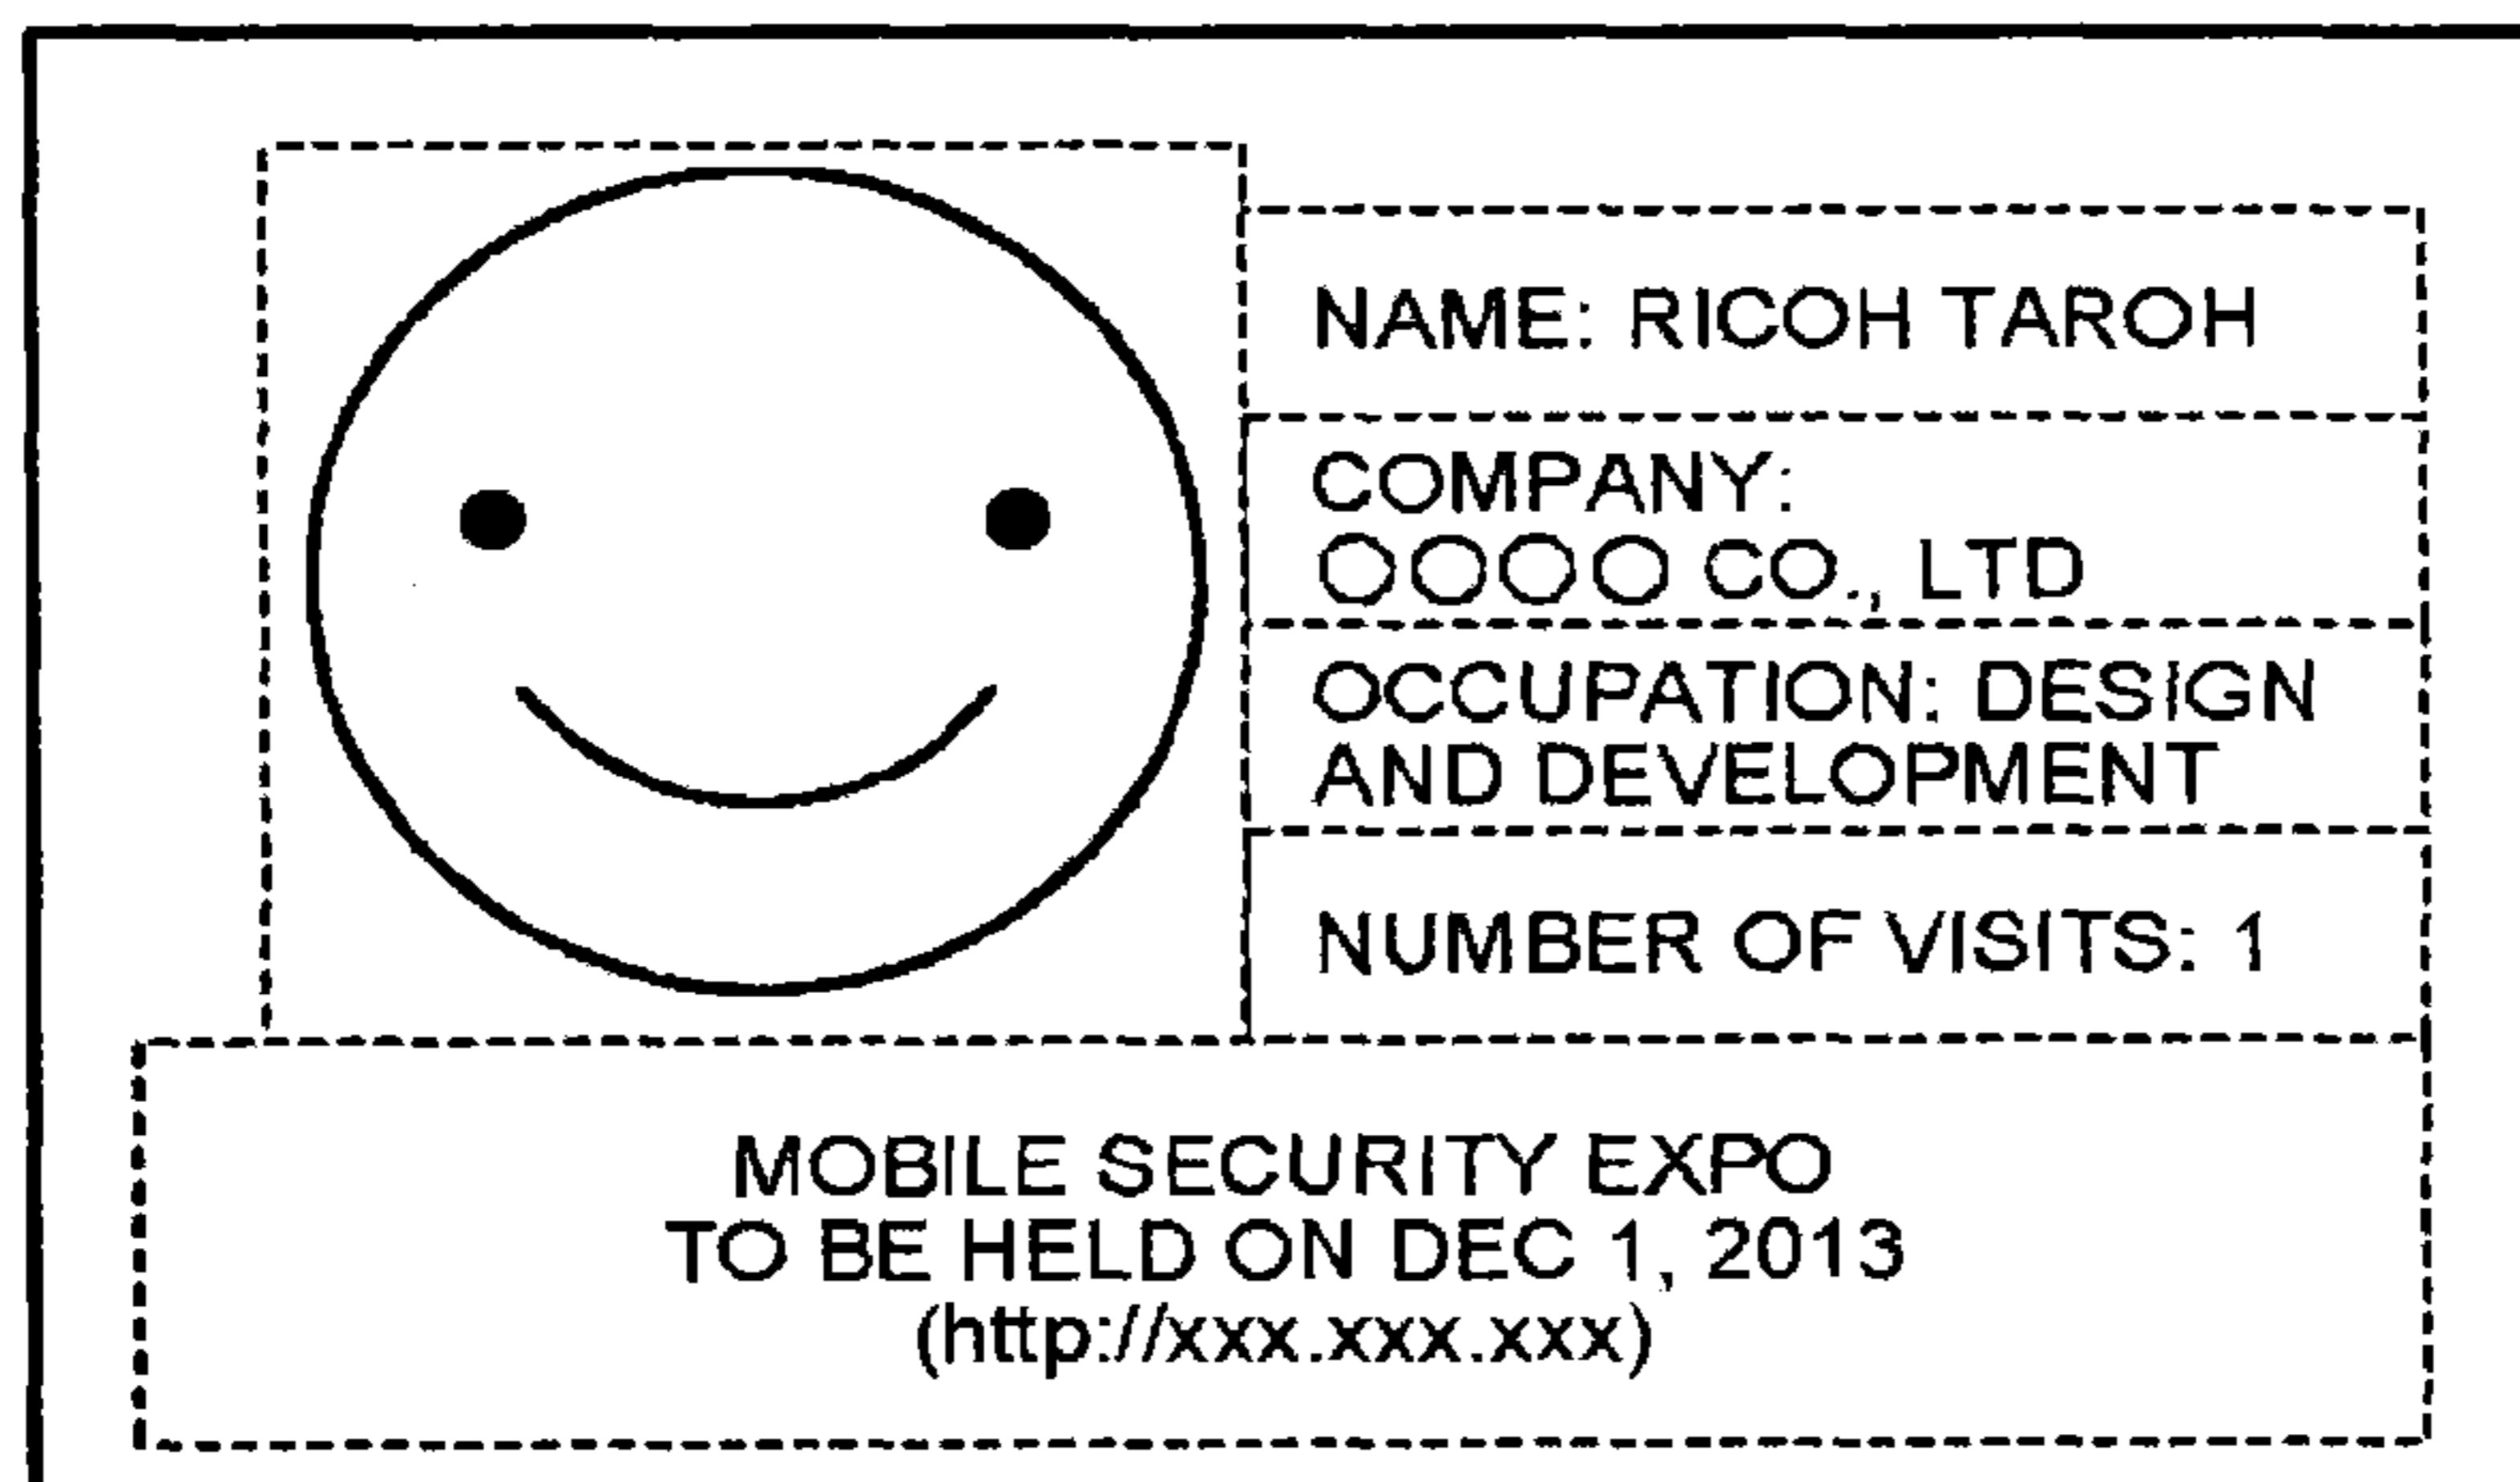 NAME: RICOH TAROH
COMPANY:
○○○○ CO., LTD
OCCUPATION: DESIGN
AND DEVELOPMENT
NUMBER OF VISITS: 1
MOBILE SECURITY EXPO
TO BE HELD ON DEC 1, 2013
(http://xxx.xxx.xxx)